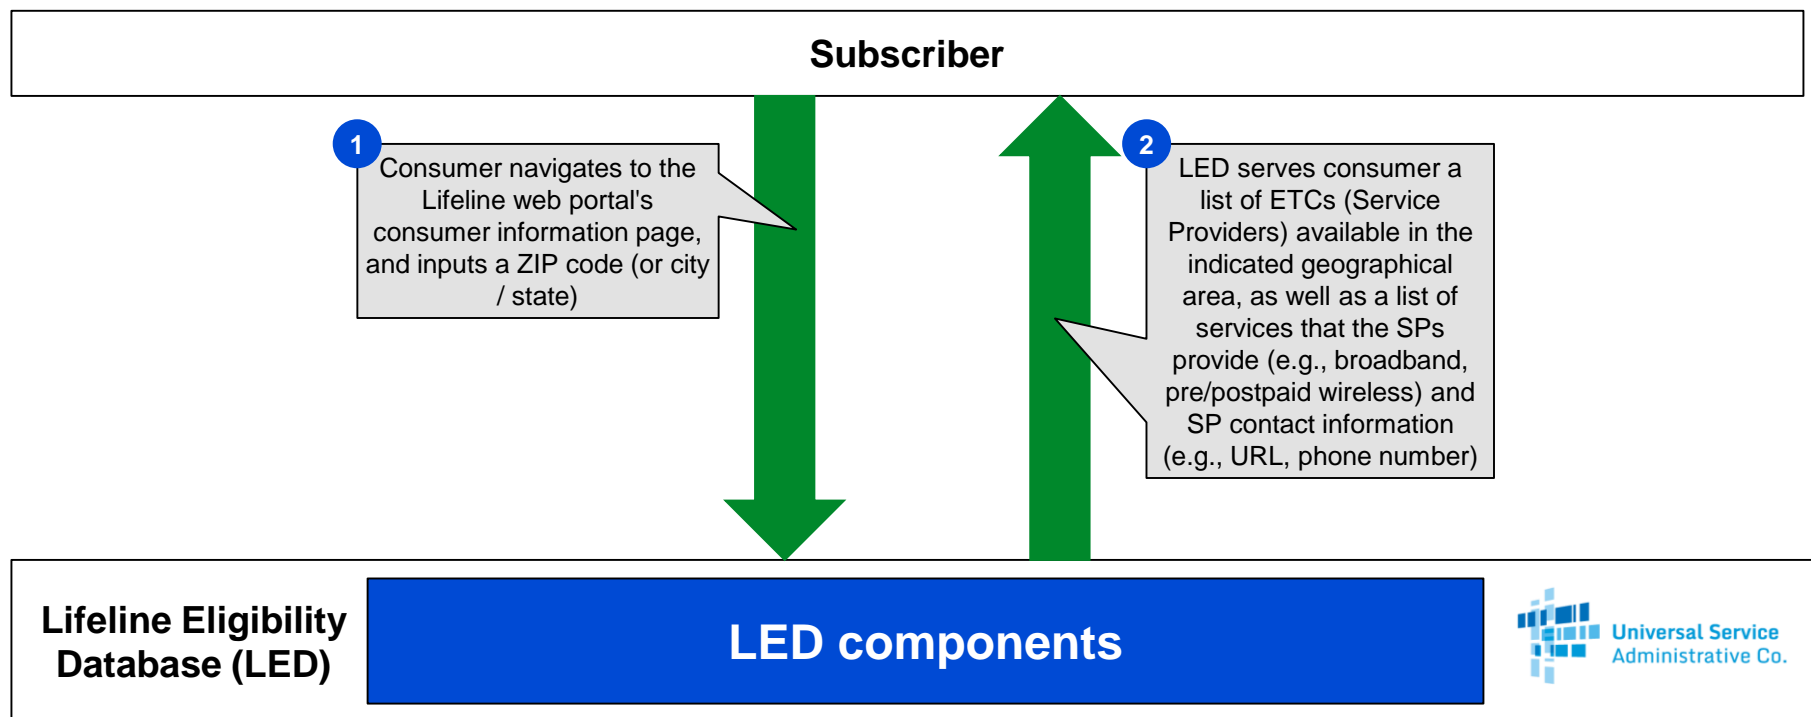 Subscriber
1
Consumer navigates to the
Lifeline web portal's
consumer information page,
and inputs a ZIP code (or city
/ state)
2
LED serves consumer a
list of ETCs (Service
Providers) available in the
indicated geographical
area, as well as a list of
services that the SPs
provide (e.g., broadband,
pre/postpaid wireless) and
SP contact information
(e.g., URL, phone number)
Lifeline Eligibility
Database (LED)
LED components
Universal Service
Administrative Co.